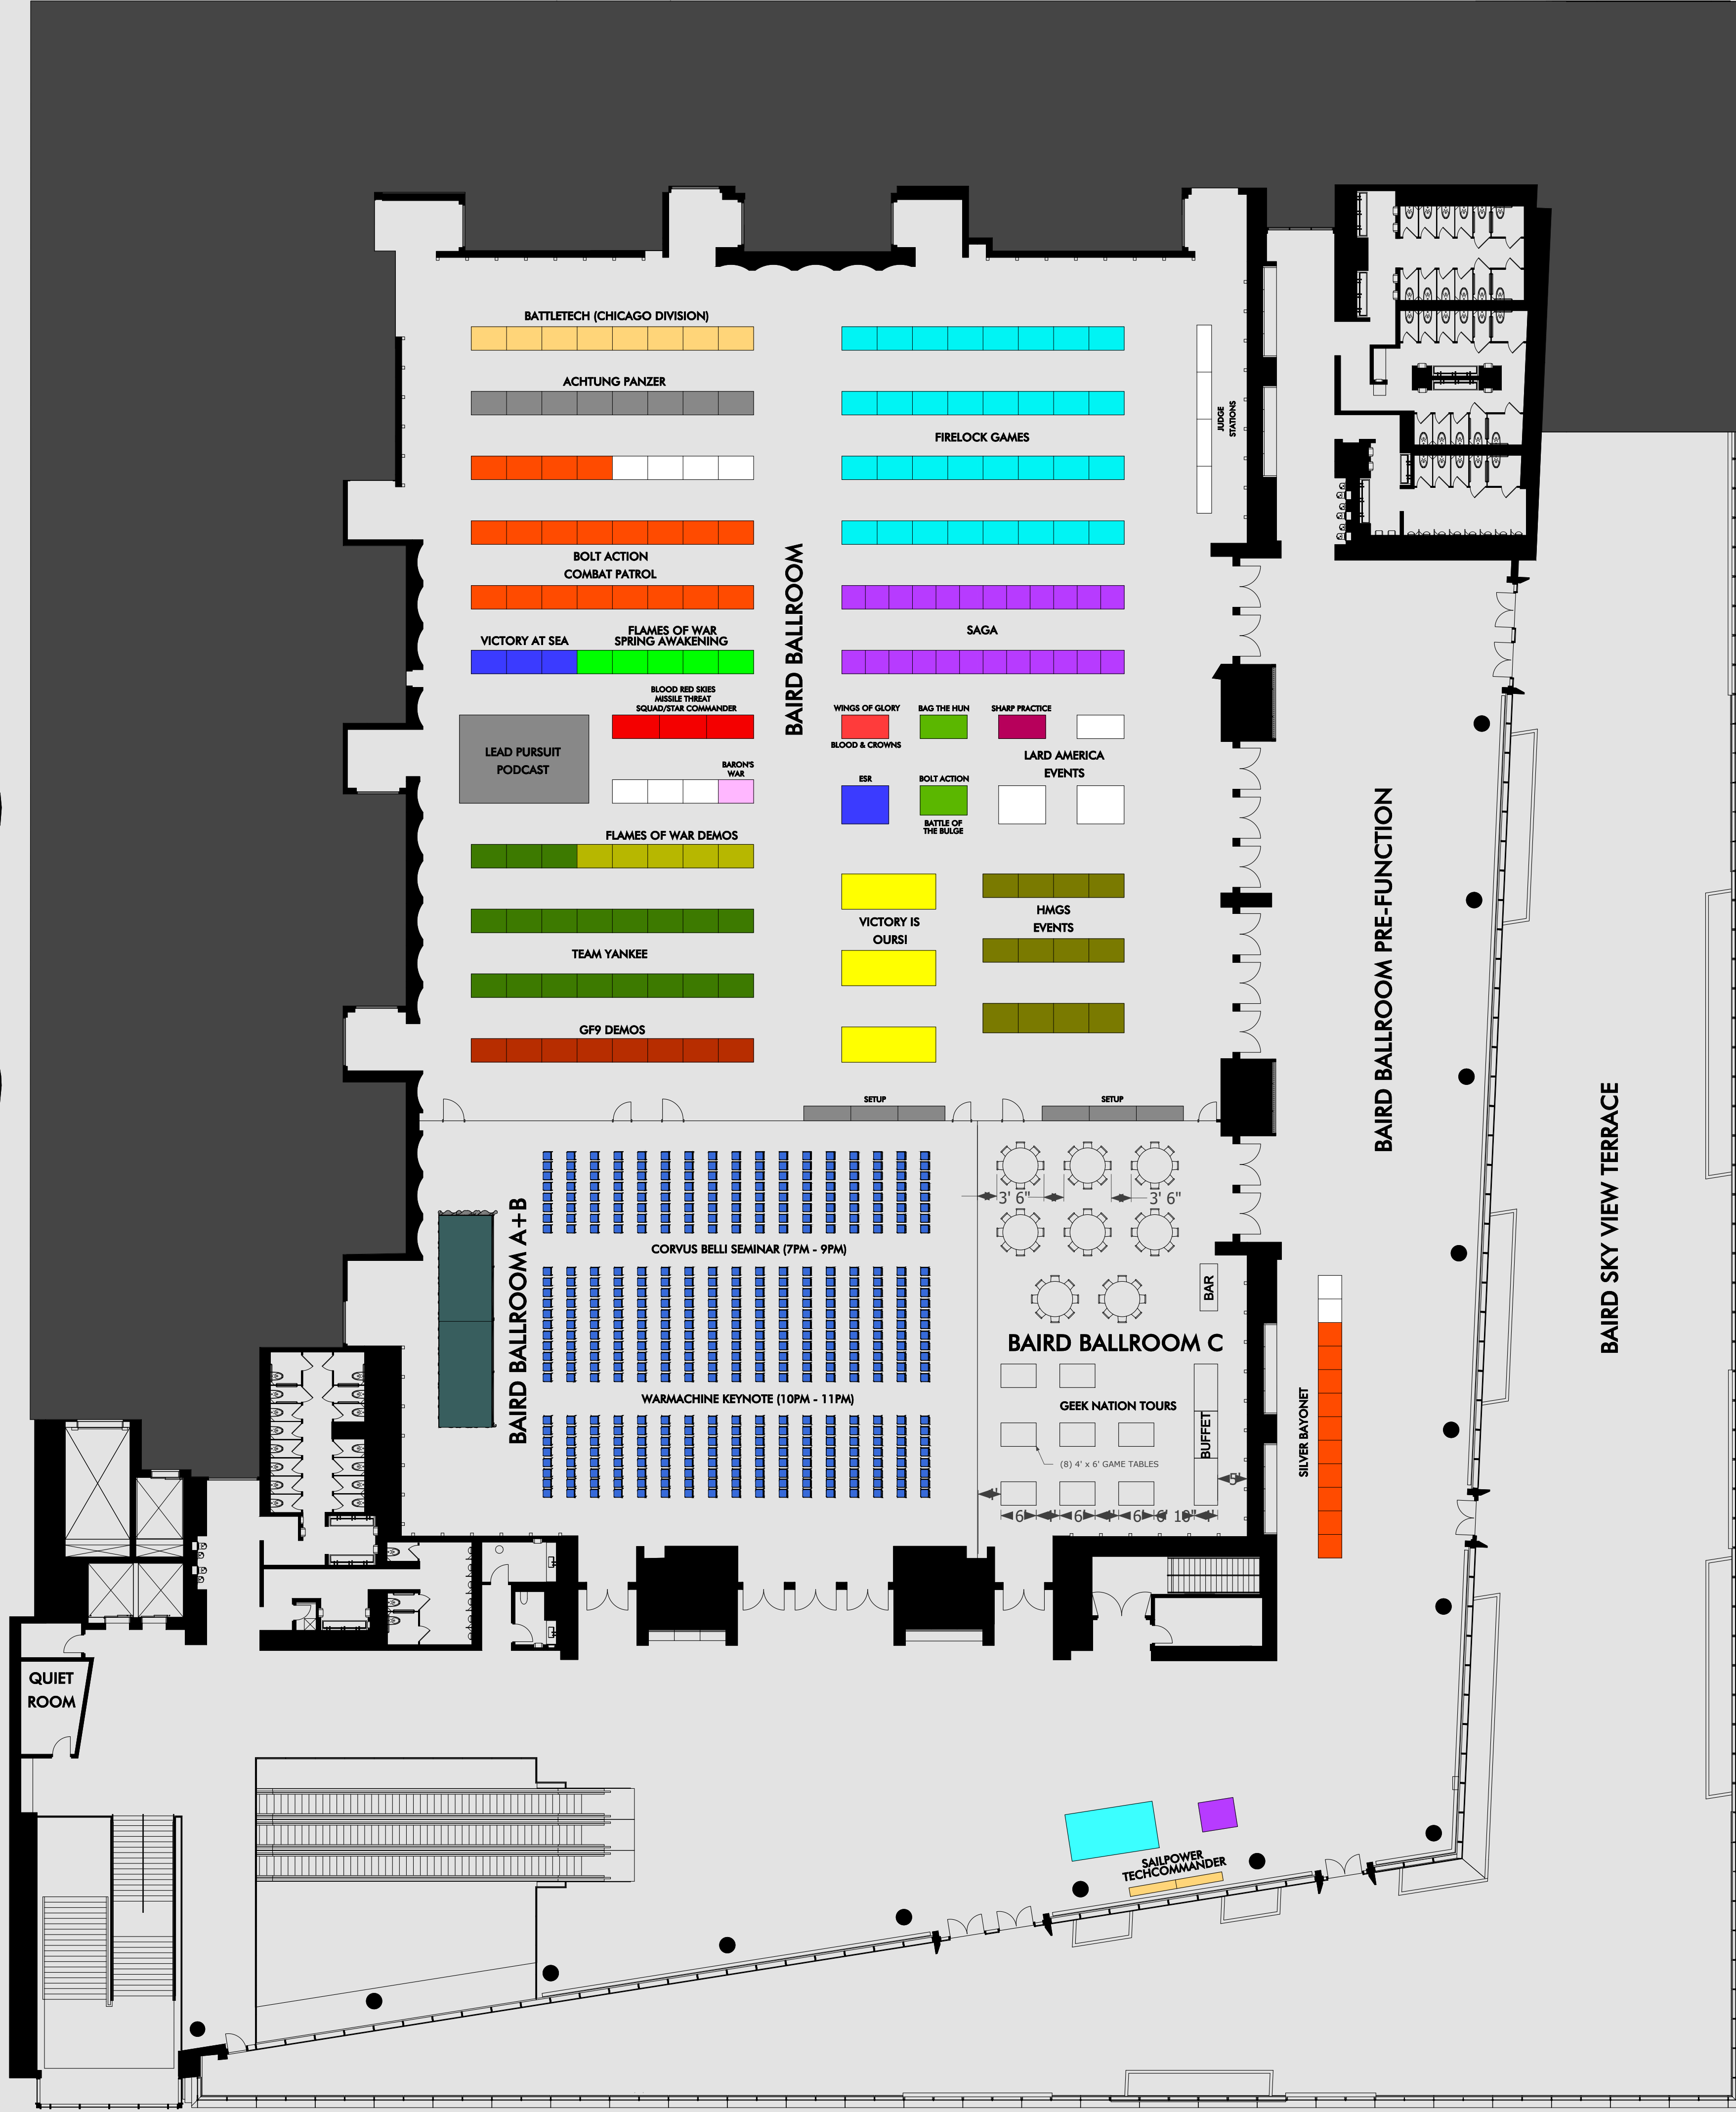 BATTLETECH (CHICAGO DIVISION)
ACHTUNG PANZER
FIRELOCK GAMES
JUDGE
STATIONS
BOLT ACTION
COMBAT PATROL
BAIRD BALLROOM
VICTORY AT SEA
FLAMES OF WAR
SPRING AWAKENING
SAGA
BLOOD RED SKIES
MISSILE THREAT
SQUAD/STAR COMMANDER
LEAD PURSUIT
PODCAST
BARON'S
WAR
WINGS OF GLORY
BLOOD & CROWNS
BAG THE HUN
SHARP PRACTICE
LARD AMERICA
EVENTS
ESR
BOLT ACTION
BATTLE OF
THE BULGE
FLAMES OF WAR DEMOS
VICTORY IS
OURS!
HMGS
EVENTS
TEAM YANKEE
GF9 DEMOS
SETUP
SETUP
BAIRD BALLROOM PRE-FUNCTION
BAIRD SKY VIEW TERRACE
BAIRD BALLROOM A+B
CORVUS BELLI SEMINAR (7PM - 9PM)
WARMACHINE KEYNOTE (10PM - 11PM)
3' 6"
3' 6"
BAR
BAIRD BALLROOM C
GEEK NATION TOURS
BUFFET
(8) 4' x 6' GAME TABLES
SILVER BAYONET
QUIET
ROOM
SAILPOWER
TECHCOMMANDER